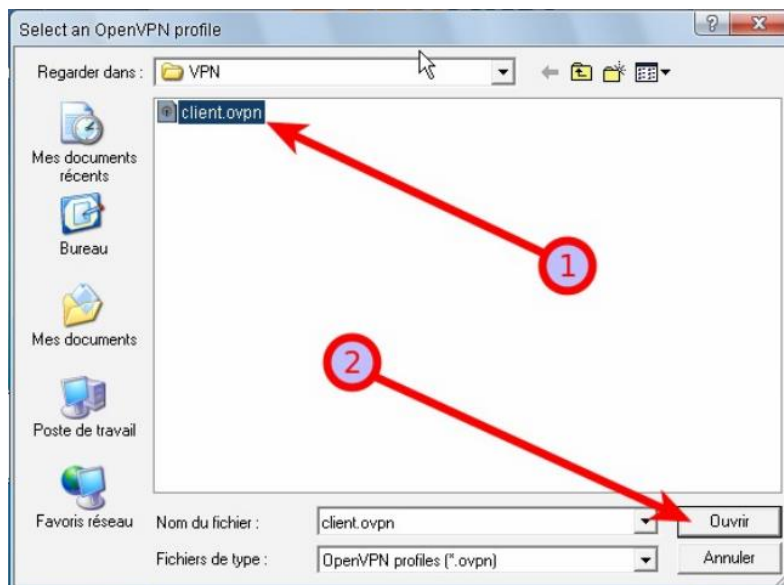 Select an OpenVPN profile
Regarder dans :
VPN
client.ovpn
Mes documents
récents
Bureau
Mes documents
Poste de travail
Favoris réseau
1
2
Nom du fichier :
client.ovpn
Ouvrir
Fichiers de type :
OpenVPN profiles (*.ovpn)
Annuler